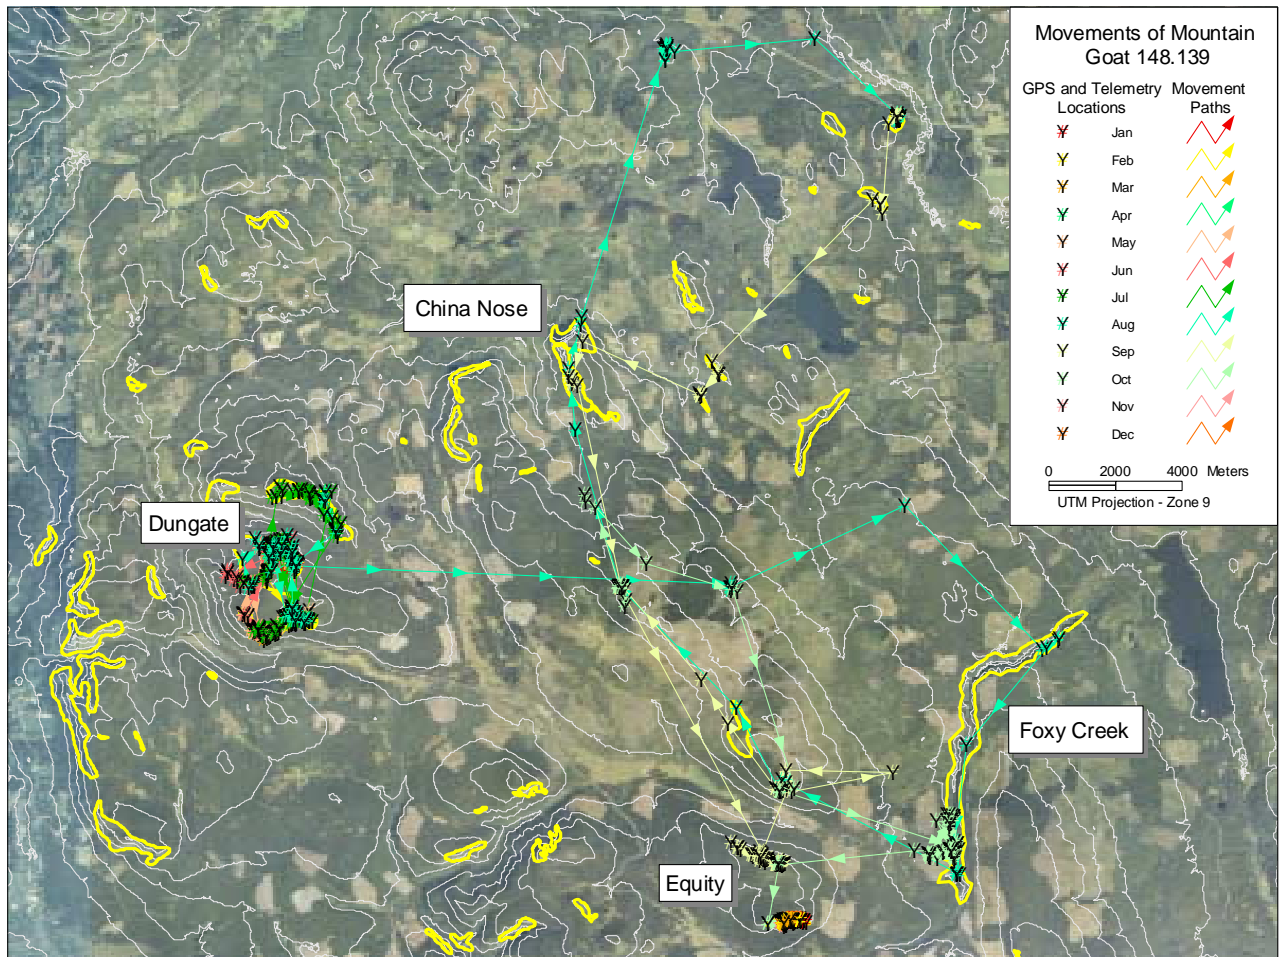 Movements of Mountain
Goat 148.139
GPS and Telemetry Movement
Locations Paths
Jan
Feb
Mar
Apr
May
Jun
Jul
Aug
Sep
Oct
Nov
Dec
0 2000 4000 Meters
UTM Projection - Zone 9
China Nose
Dungate
Foxy Creek
Equity